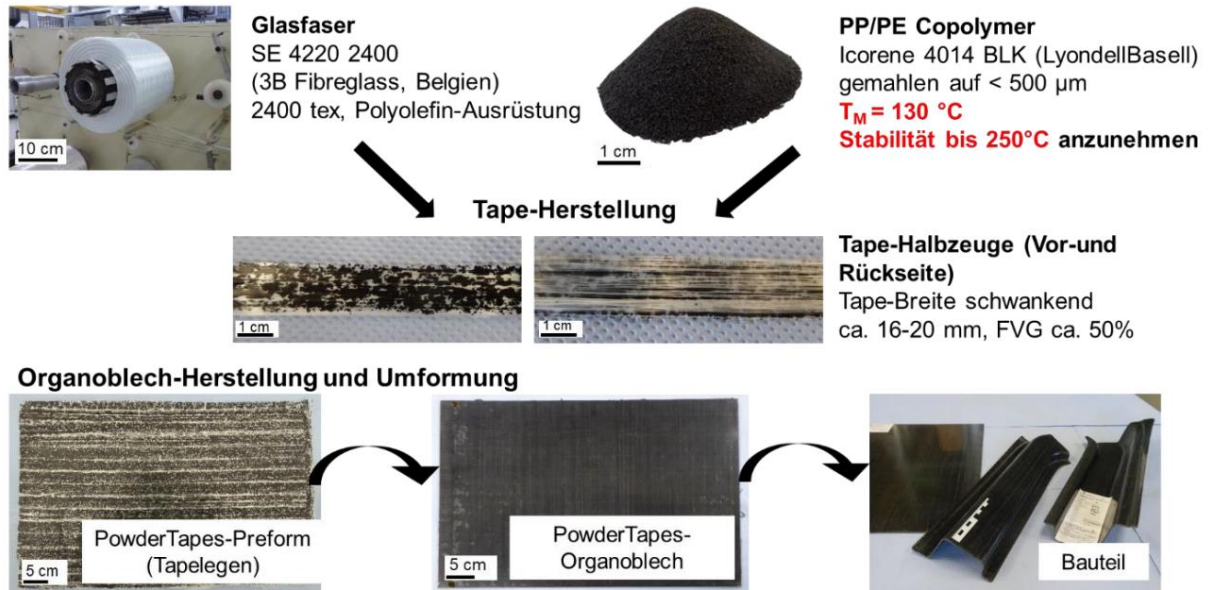 Glasfaser
SE 4220 2400
(3B Fibreglass, Belgien)
2400 tex, Polyolefin-Ausrüstung
10 cm
PP/PE Copolymer
Icorene 4014 BLK (LyondellBasell)
gemahlen auf < 500 µm
TM = 130 °C
Stabilität bis 250°C anzunehmen
1 cm
Tape-Herstellung
1 cm
1 cm
Tape-Halbzeuge (Vor-und
Rückseite)
Tape-Breite schwankend
ca. 16-20 mm, FVG ca. 50%
Organoblech-Herstellung und Umformung
PowderTapes-Preform
(Tapelegen)
5 cm
PowderTapes-
Organoblech
5 cm
Bauteil